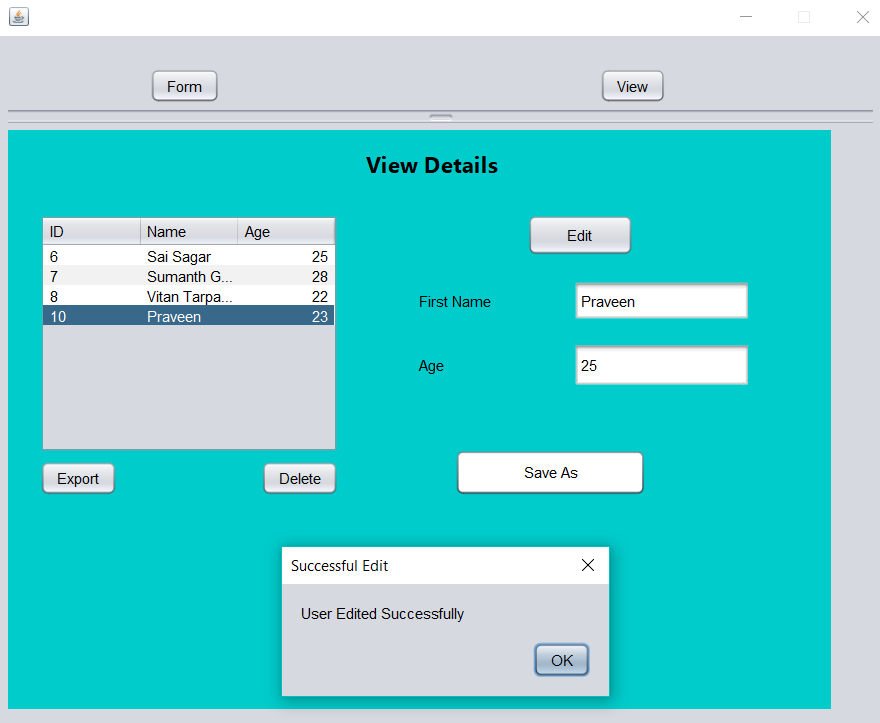 Form View
View Details
ID Name Age
6 Sai Sagar 25
7 Sumanth G... 28
8 Vitan Tarpa... 22
10 Praveen 23
Export Delete
Edit
First Name Praveen
Age 25
Save As
Successful Edit
User Edited Successfully
OK